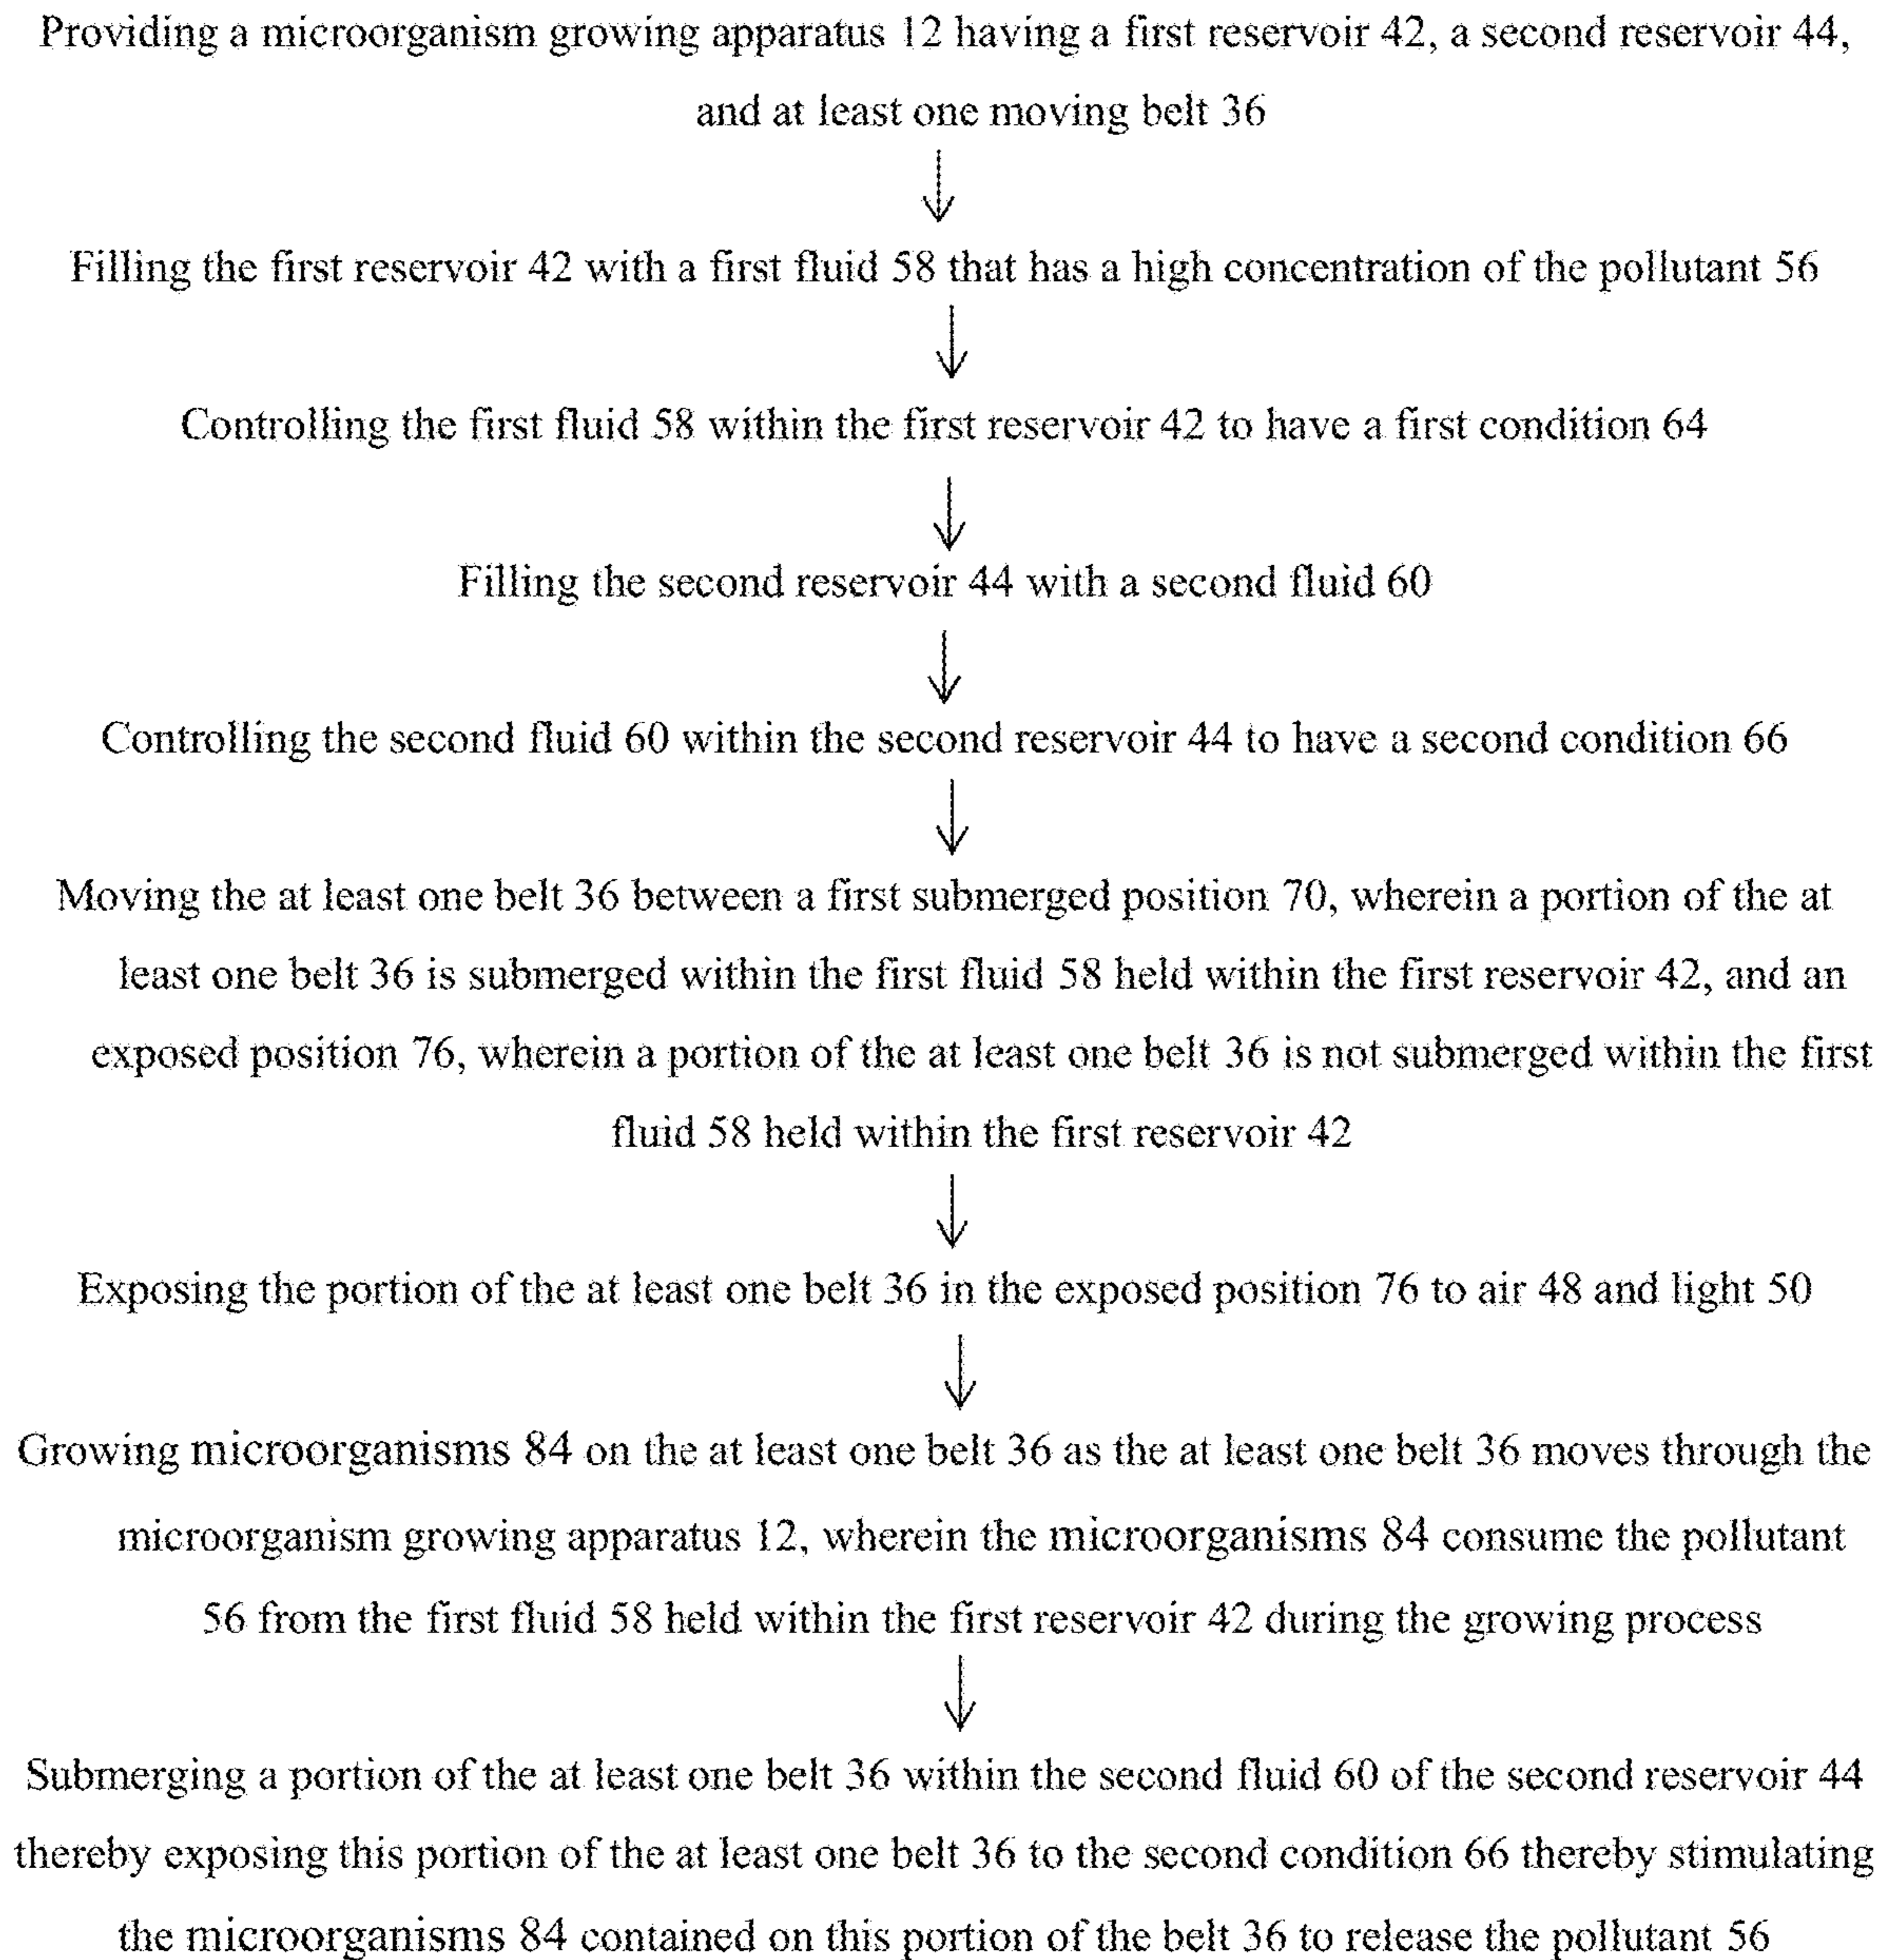 Providing a microorganism growing apparatus 12 having a first reservoir 42, a second reservoir 44,
and at least one moving belt 36
Filling the first reservoir 42 with a first fluid 58 that has a high concentration of the pollutant 56
Controlling the first fluid 58 within the first reservoir 42 to have a first condition 64
Filling the second reservoir 44 with a second fluid 60
Controlling the second fluid 60 within the second reservoir 44 to have a second condition 66
Moving the at least one belt 36 between a first submerged position 70, wherein a portion of the at
least one belt 36 is submerged within the first fluid 58 held within the first reservoir 42, and an
exposed position 76, wherein a portion of the at least one belt 36 is not submerged within the first
fluid 58 held within the first reservoir 42
Exposing the portion of the at least one belt 36 in the exposed position 76 to air 48 and light 50
Growing microorganisms 84 on the at least one belt 36 as the at least one belt 36 moves through the
microorganism growing apparatus 12, wherein the microorganisms 84 consume the pollutant
56 from the first fluid 58 held within the first reservoir 42 during the growing process
Submerging a portion of the at least one belt 36 within the second fluid 60 of the second reservoir 44
thereby exposing this portion of the at least one belt 36 to the second condition 66 thereby stimulating
the microorganisms 84 contained on this portion of the belt 36 to release the pollutant 56